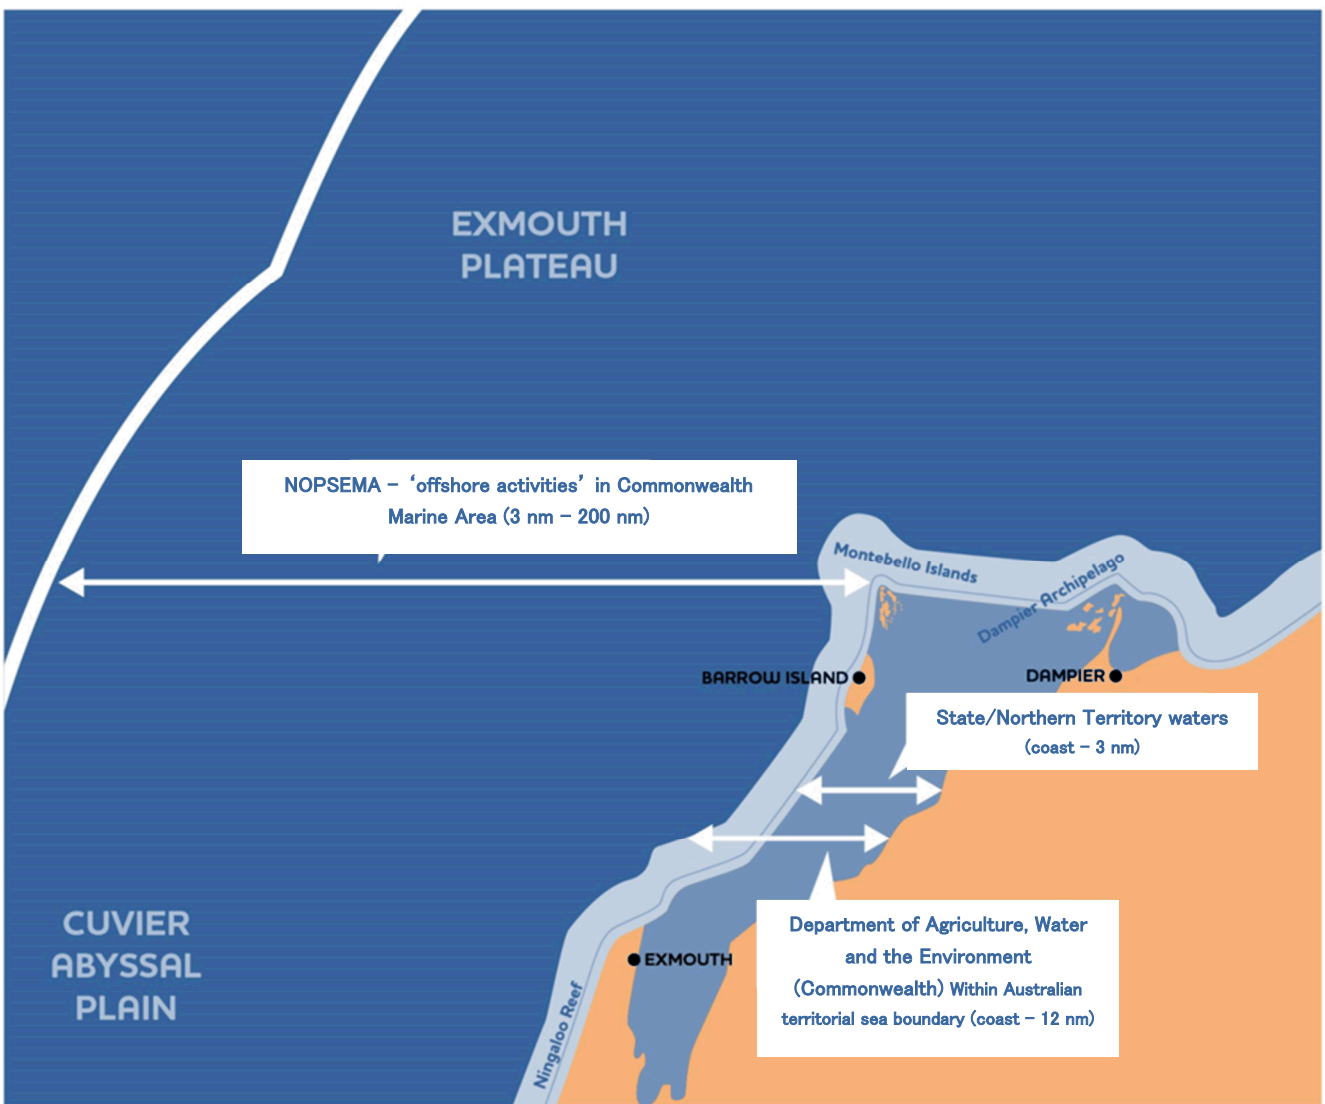 EXMOUTH
PLATEAU
NOPSEMA – ‘offshore activities’ in Commonwealth
Marine Area (3 nm – 200 nm)
Montebello Islands
Dampier Archipelago
BARROW ISLAND
DAMPIER
State/Northern Territory waters
(coast – 3 nm)
CUVIER
ABYSSAL
PLAIN
EXMOUTH
Ningaloo Reef
Department of Agriculture, Water
and the Environment
(Commonwealth) Within Australian
territorial sea boundary (coast – 12 nm)